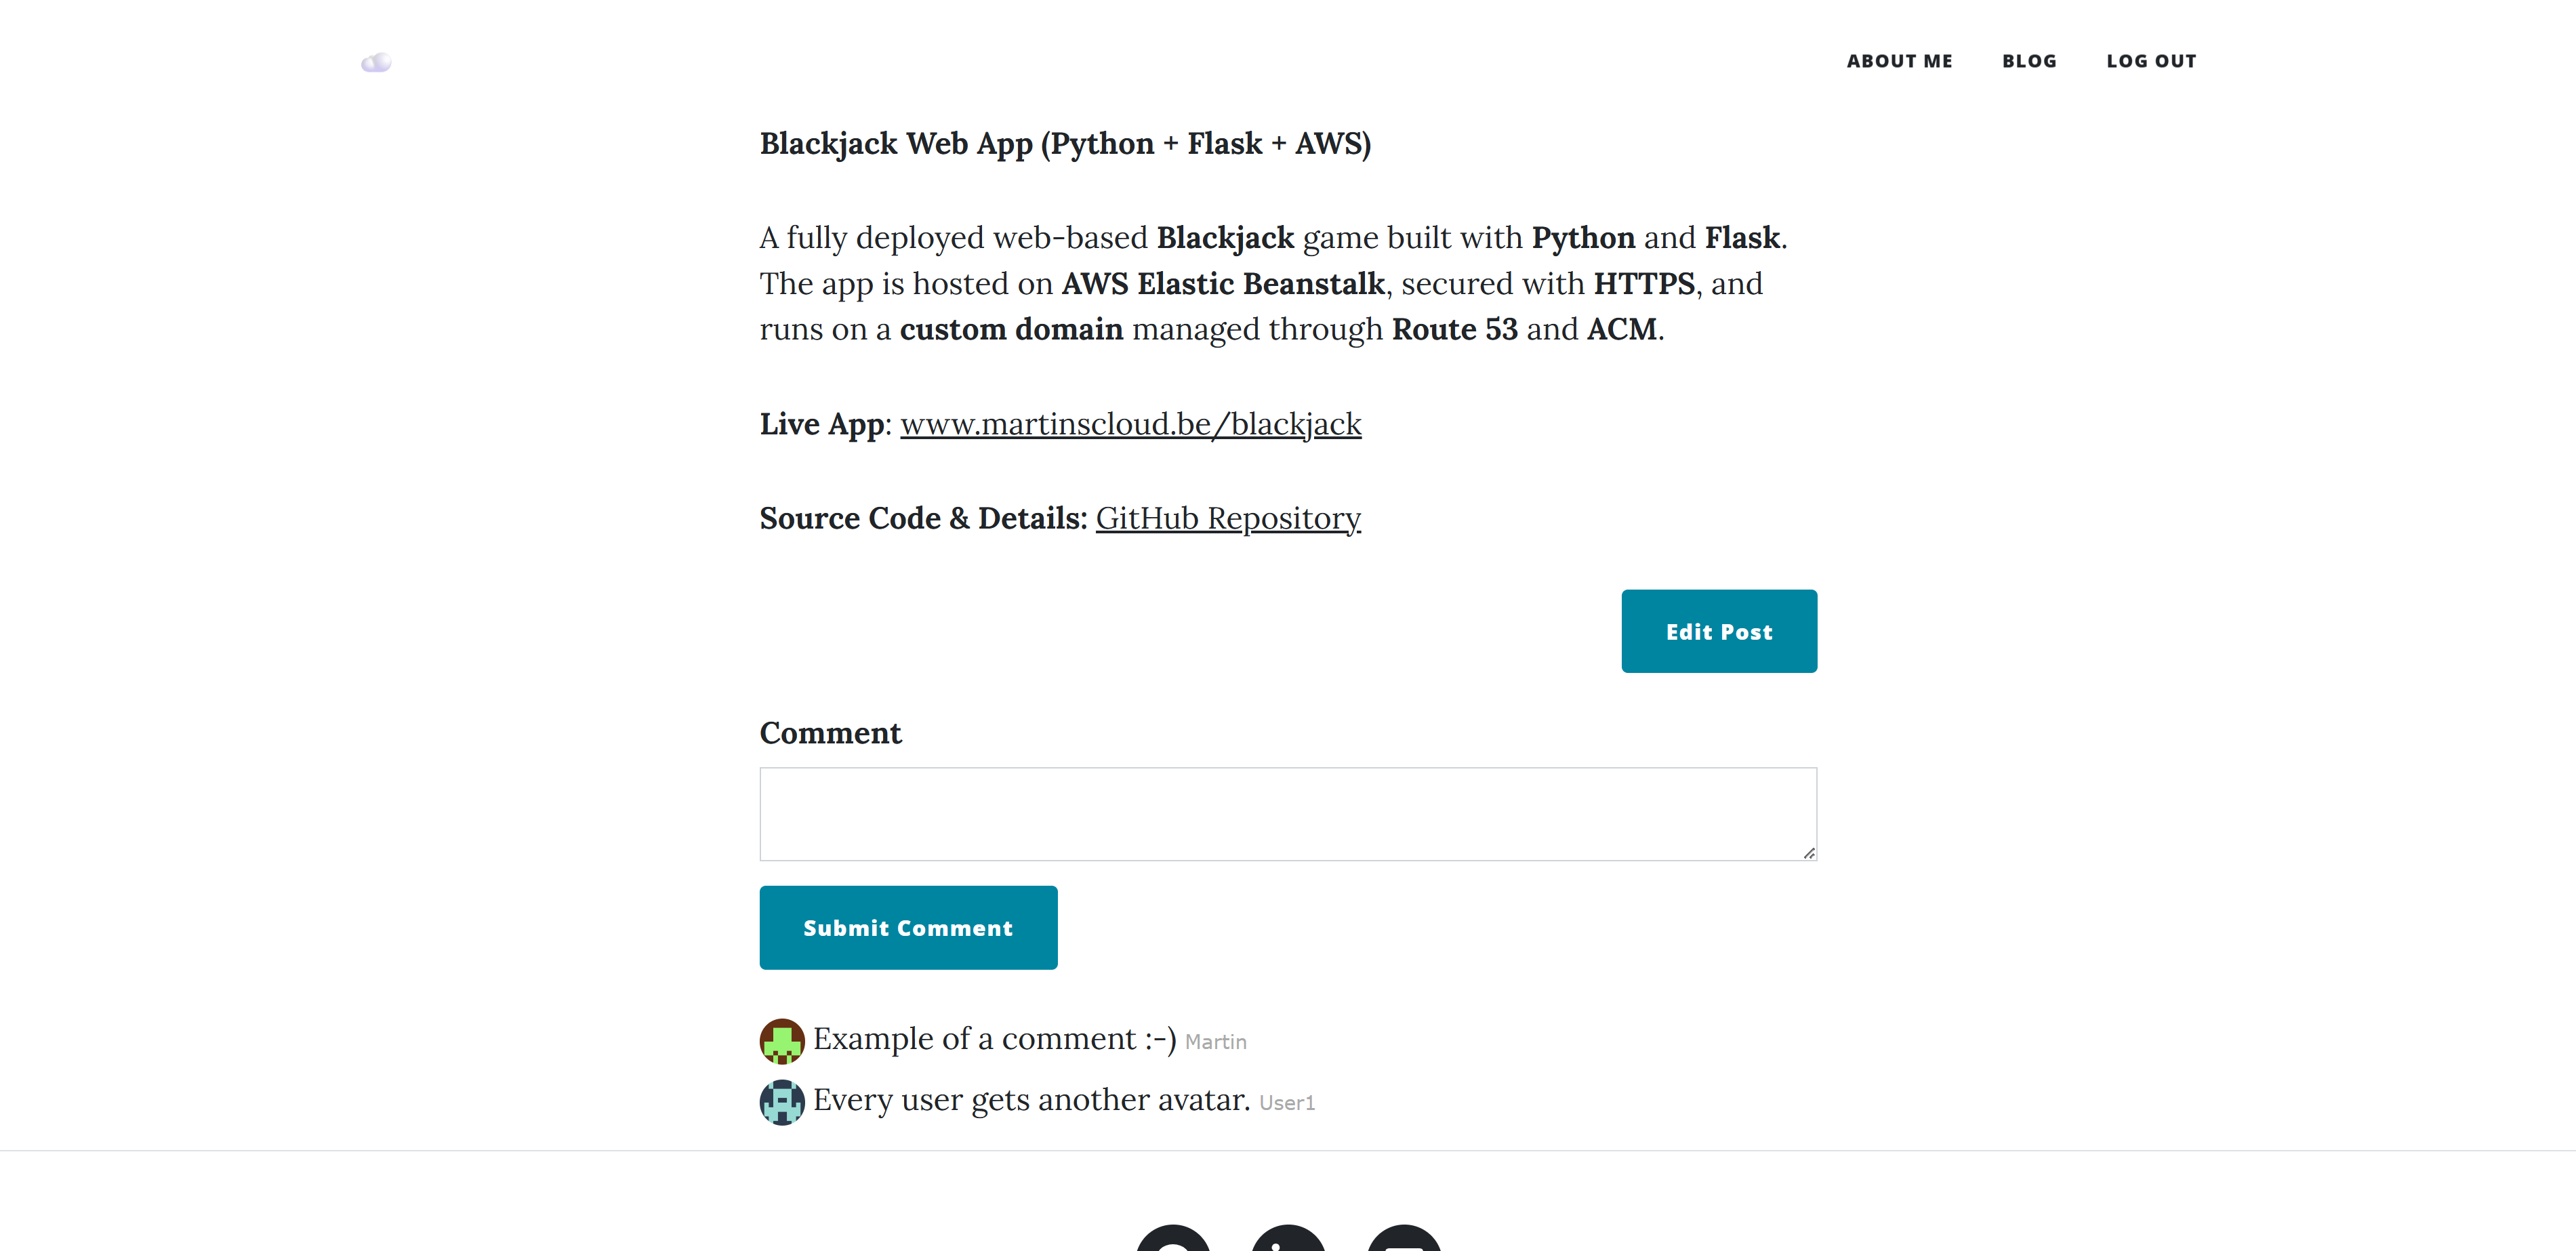 ABOUT ME BLOG LOG OUT
Blackjack Web App (Python + Flask + AWS)
A fully deployed web-based Blackjack game built with Python and Flask.
The app is hosted on AWS Elastic Beanstalk, secured with HTTPS, and
runs on a custom domain managed through Route 53 and ACM.
Live App: www.martinscloud.be/blackjack
Source Code & Details: GitHub Repository
Edit Post
Comment
Submit Comment
Example of a comment :-) Martin
Every user gets another avatar. User1